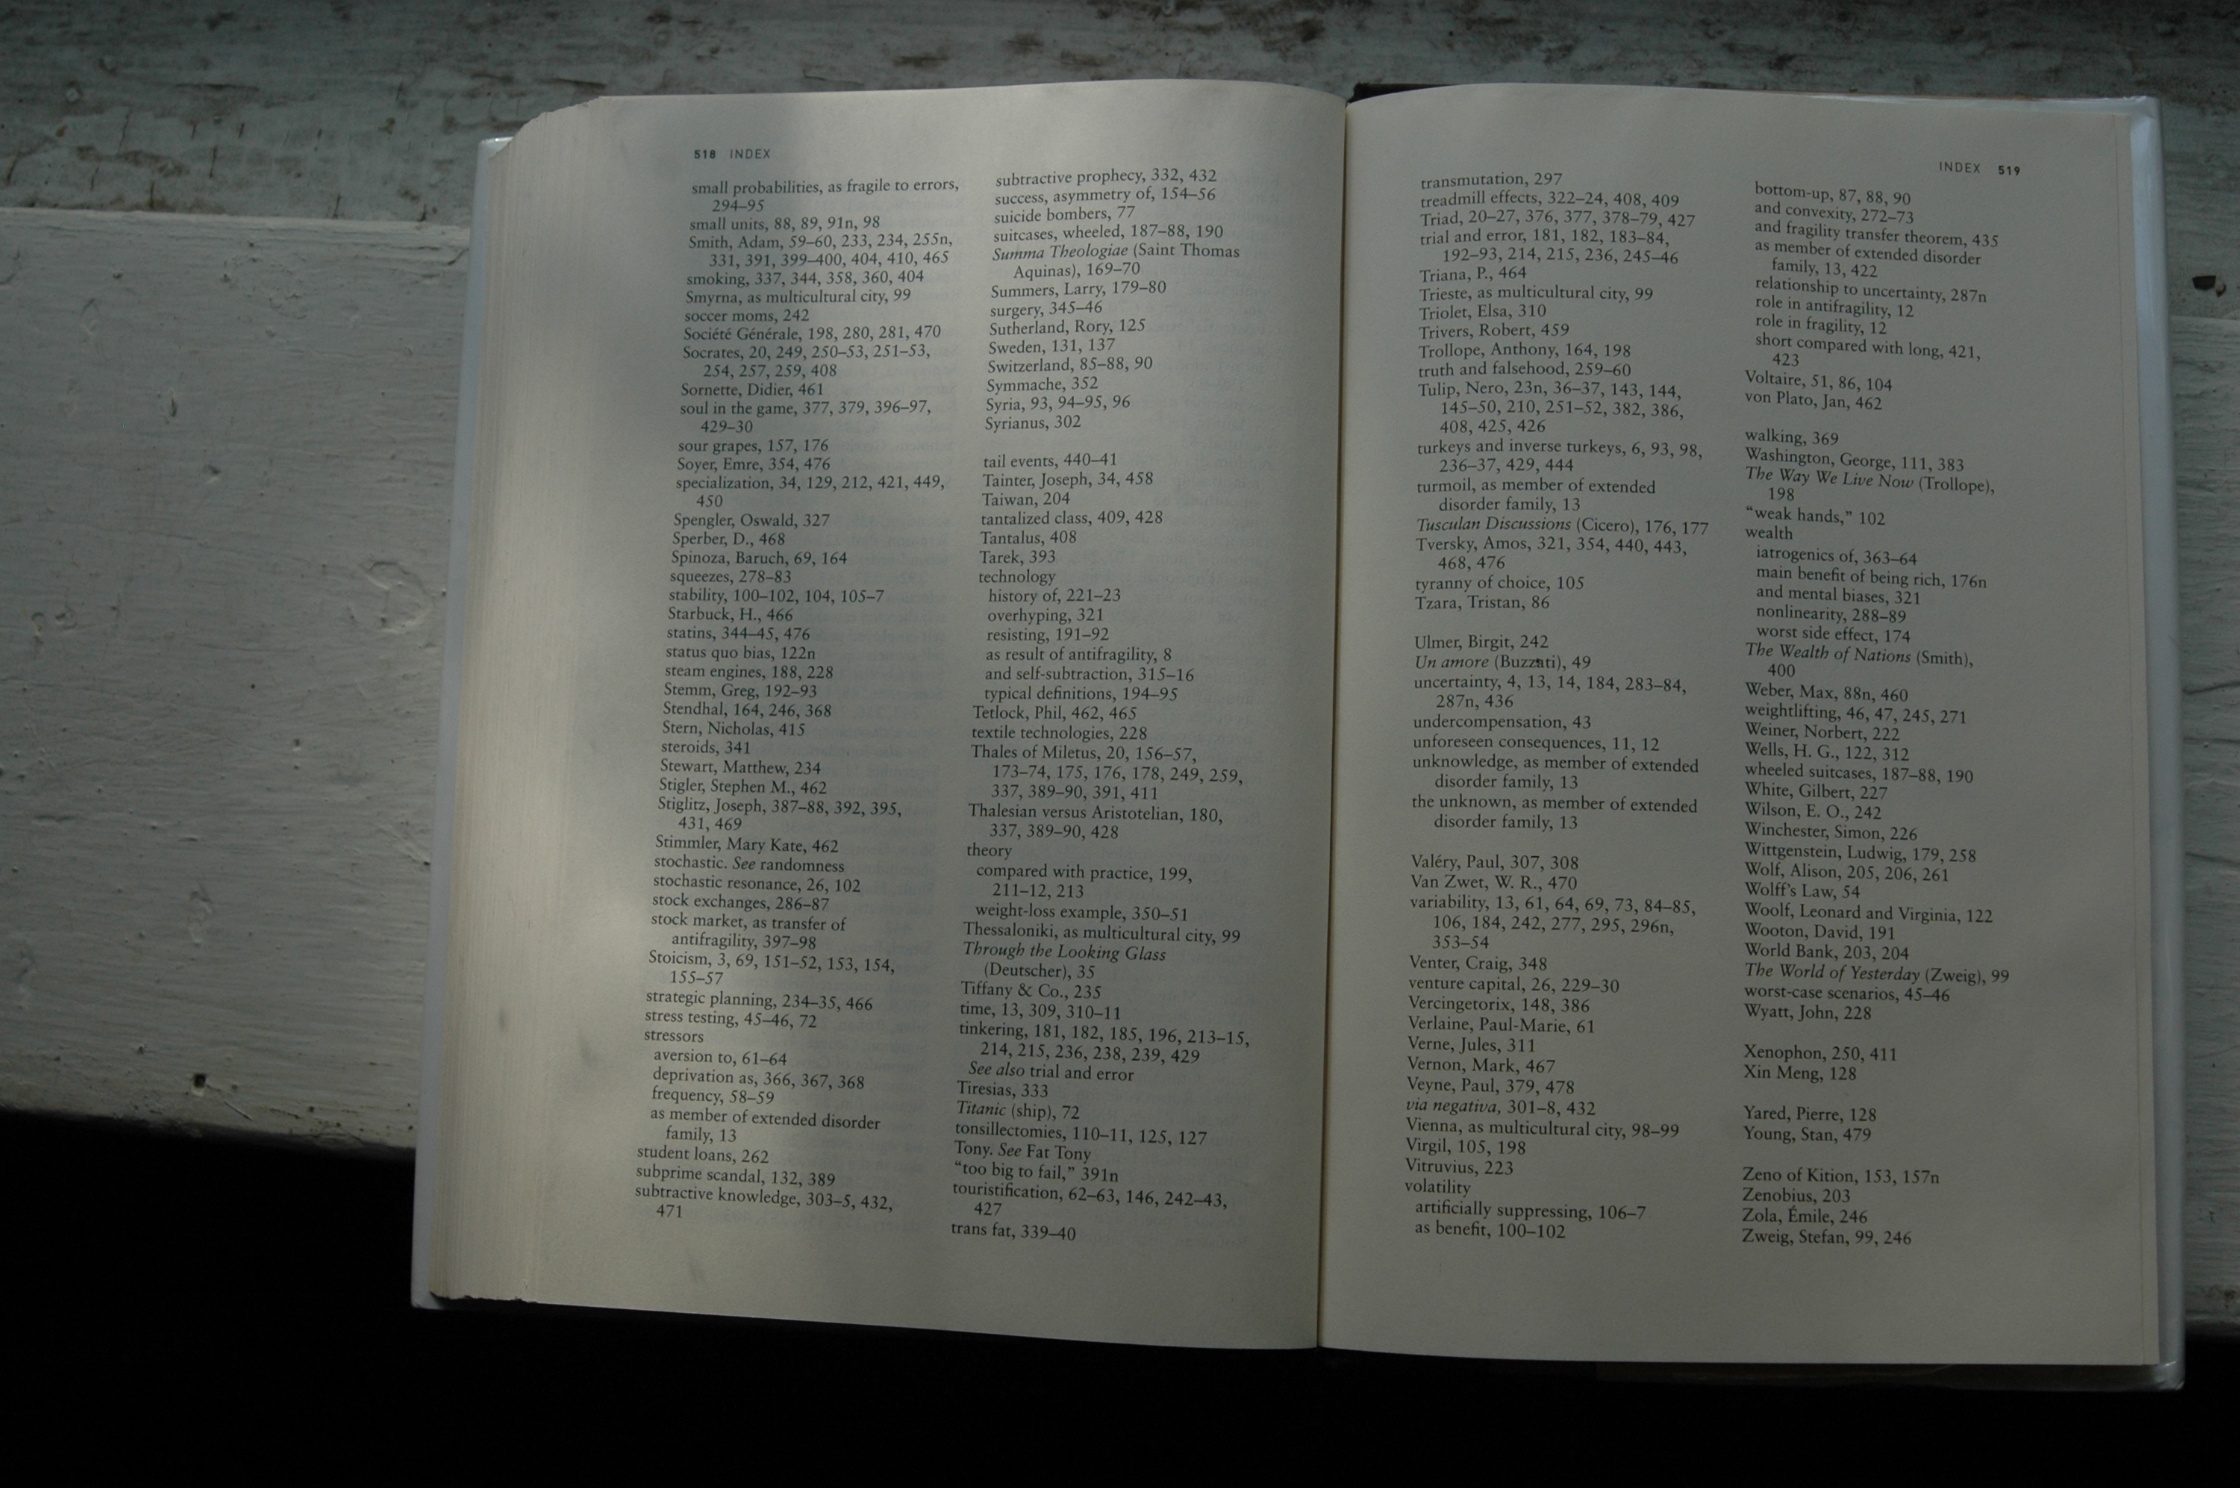 518 INDEX
small probabilities, as fragile to errors,
294–95
small units, 88, 89, 91n, 98
Smith, Adam, 59–60, 233, 234, 255n,
331, 391, 399–400, 404, 410, 465
smoking, 337, 344, 358, 360, 404
Smyrna, as multicultural city, 99
soccer moms, 242
Société Générale, 198, 280, 281, 470
Socrates, 20, 249, 250–53, 251–53,
254, 257, 259, 408
Sornette, Didier, 461
soul in the game, 377, 379, 396–97,
429–30
sour grapes, 157, 176
Soyer, Emre, 354, 476
specialization, 34, 129, 212, 421, 449,
450
Spengler, Oswald, 327
Sperber, D., 468
Spinoza, Baruch, 69, 164
squeezes, 278–83
stability, 100–102, 104, 105–7
Starbuck, H., 466
statins, 344–45, 476
status quo bias, 122n
steam engines, 188, 228
Stemm, Greg, 192–93
Stendhal, 164, 246, 368
Stern, Nicholas, 415
steroids, 341
Stewart, Matthew, 234
Stigler, Stephen M., 462
Stiglitz, Joseph, 387–88, 392, 395,
431, 469
Stimmler, Mary Kate, 462
stochastic. See randomness
stochastic resonance, 26, 102
stock exchanges, 286–87
stock market, as transfer of
antifragility, 397–98
Stoicism, 3, 69, 151–52, 153, 154,
155–57
strategic planning, 234–35, 466
stress testing, 45–46, 72
stressors
aversion to, 61–64
deprivation as, 366, 367, 368
frequency, 58–59
as member of extended disorder
family, 13
student loans, 262
subprime scandal, 132, 389
subtractive knowledge, 303–5, 432,
471
subtractive prophecy, 332, 432
success, asymmetry of, 154–56
suicide bombers, 77
suitcases, wheeled, 187–88, 190
Summa Theologiae (Saint Thomas
Aquinas), 169–70
Summers, Larry, 179–80
surgery, 345–46
Sutherland, Rory, 125
Sweden, 131, 137
Switzerland, 85–88, 90
Symmache, 352
Syria, 93, 94–95, 96
Syrianus, 302
tail events, 440–41
Tainter, Joseph, 34, 458
Taiwan, 204
tantalized class, 409, 428
Tantalus, 408
Tarek, 393
technology
history of, 221–23
overhyping, 321
resisting, 191–92
as result of antifragility, 8
and self-subtraction, 315–16
typical definitions, 194–95
Tetlock, Phil, 462, 465
textile technologies, 228
Thales of Miletus, 20, 156–57,
173–74, 175, 176, 178, 249, 259,
337, 389–90, 391, 411
Thalesian versus Aristotelian, 180,
337, 389–90, 428
theory
compared with practice, 199,
211–12, 213
weight-loss example, 350–51
Thessaloniki, as multicultural city, 99
Through the Looking Glass
(Deutscher), 35
Tiffany & Co., 235
time, 13, 309, 310–11
tinkering, 181, 182, 185, 196, 213–15,
214, 215, 236, 238, 239, 429
See also trial and error
Tiresias, 333
Titanic (ship), 72
tonsillectomies, 110–11, 125, 127
Tony. See Fat Tony
“too big to fail,” 391n
touristification, 62–63, 146, 242–43,
427
trans fat, 339–40
INDEX 519
transmutation, 297
treadmill effects, 322–24, 408, 409
Triad, 20–27, 376, 377, 378–79, 427
trial and error, 181, 182, 183–84,
192–93, 214, 215, 236, 245–46
Triana, P., 464
Trieste, as multicultural city, 99
Triolet, Elsa, 310
Trivers, Robert, 459
Trollope, Anthony, 164, 198
truth and falsehood, 259–60
Tulip, Nero, 23n, 36–37, 143, 144,
145–50, 210, 251–52, 382, 386,
408, 425, 426
turkeys and inverse turkeys, 6, 93, 98,
236–37, 429, 444
turmoil, as member of extended
disorder family, 13
Tusculan Discussions (Cicero), 176, 177
Tversky, Amos, 321, 354, 440, 443,
468, 476
tyranny of choice, 105
Tzara, Tristan, 86
Ulmer, Birgit, 242
Un amore (Buzzati), 49
uncertainty, 4, 13, 14, 184, 283–84,
287n, 436
undercompensation, 43
unforeseen consequences, 11, 12
unknowledge, as member of extended
disorder family, 13
the unknown, as member of extended
disorder family, 13
Valéry, Paul, 307, 308
Van Zwet, W. R., 470
variability, 13, 61, 64, 69, 73, 84–85,
106, 184, 242, 277, 295, 296n,
353–54
Venter, Craig, 348
venture capital, 26, 229–30
Vercingetorix, 148, 386
Verlaine, Paul-Marie, 61
Verne, Jules, 311
Vernon, Mark, 467
Veyne, Paul, 379, 478
via negativa, 301–8, 432
Vienna, as multicultural city, 98–99
Virgil, 105, 198
Vitruvius, 223
volatility
artificially suppressing, 106–7
as benefit, 100–102
bottom-up, 87, 88, 90
and convexity, 272–73
and fragility transfer theorem, 435
as member of extended disorder
family, 13, 422
relationship to uncertainty, 287n
role in antifragility, 12
role in fragility, 12
short compared with long, 421,
423
Voltaire, 51, 86, 104
von Plato, Jan, 462
walking, 369
Washington, George, 111, 383
The Way We Live Now (Trollope),
198
“weak hands,” 102
wealth
iatrogenics of, 363–64
main benefit of being rich, 176n
and mental biases, 321
nonlinearity, 288–89
worst side effect, 174
The Wealth of Nations (Smith),
400
Weber, Max, 88n, 460
weightlifting, 46, 47, 245, 271
Weiner, Norbert, 222
Wells, H. G., 122, 312
wheeled suitcases, 187–88, 190
White, Gilbert, 227
Wilson, E. O., 242
Winchester, Simon, 226
Wittgenstein, Ludwig, 179, 258
Wolf, Alison, 205, 206, 261
Wolff’s Law, 54
Woolf, Leonard and Virginia, 122
Wooton, David, 191
World Bank, 203, 204
The World of Yesterday (Zweig), 99
worst-case scenarios, 45–46
Wyatt, John, 228
Xenophon, 250, 411
Xin Meng, 128
Yared, Pierre, 128
Young, Stan, 479
Zeno of Kition, 153, 157n
Zenobius, 203
Zola, Émile, 246
Zweig, Stefan, 99, 246